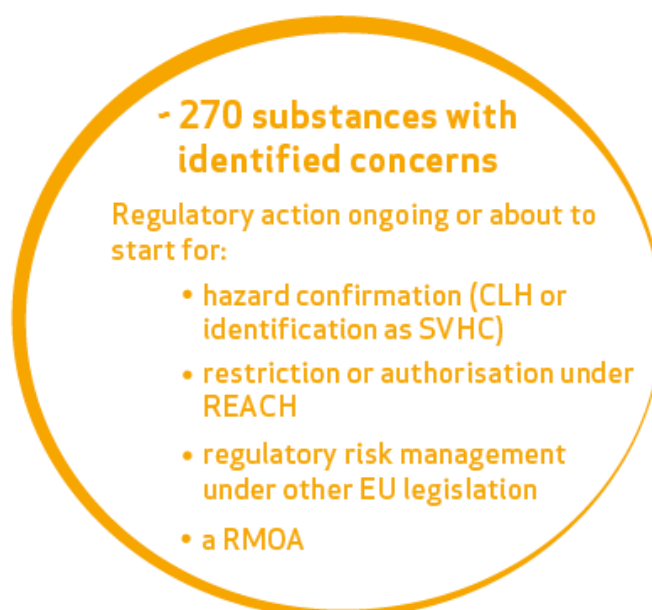 ~ 270 substances with
identified concerns
Regulatory action ongoing or about to
start for:
• hazard confirmation (CLH or
identification as SVHC)
• restriction or authorisation under
REACH
• regulatory risk management
under other EU legislation
• a RMOA